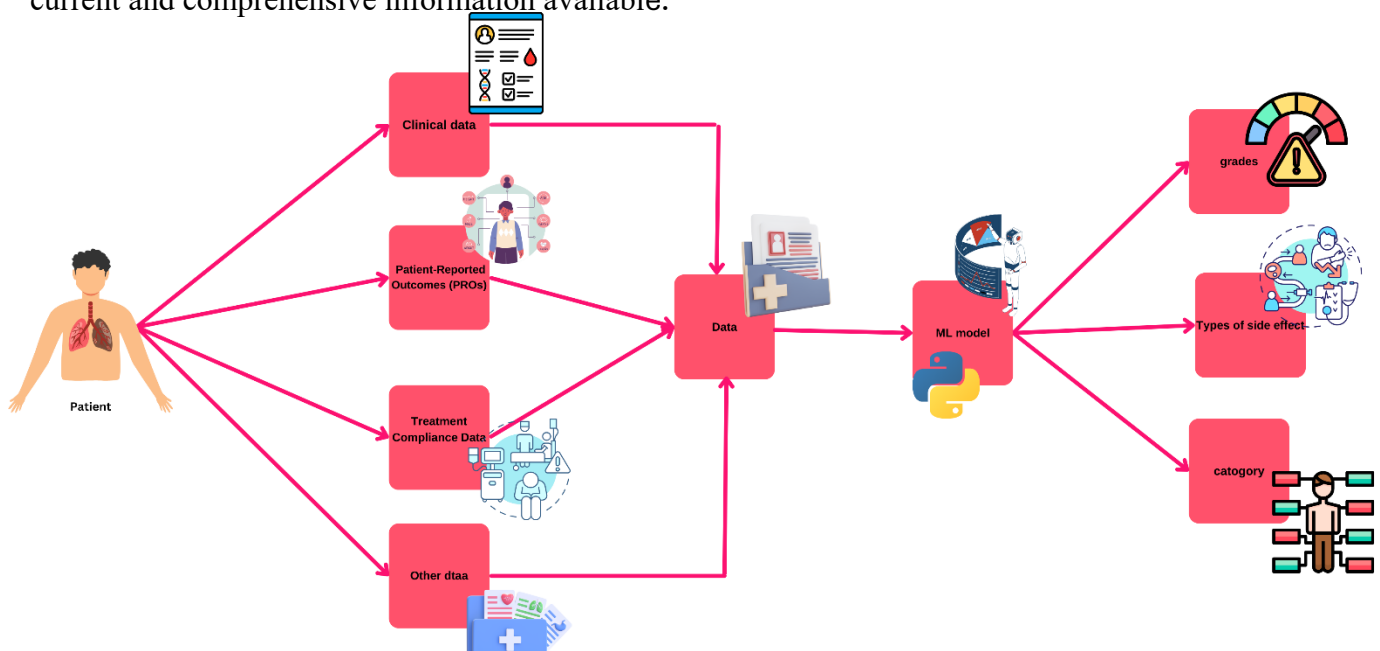 current and comprehensive information available.
Clinical data
Patient-Reported
Outcomes (PROs)
Treatment
Compliance Data
Other dtaa
Patient
Data
ML model
grades
Types of side effect
catogory